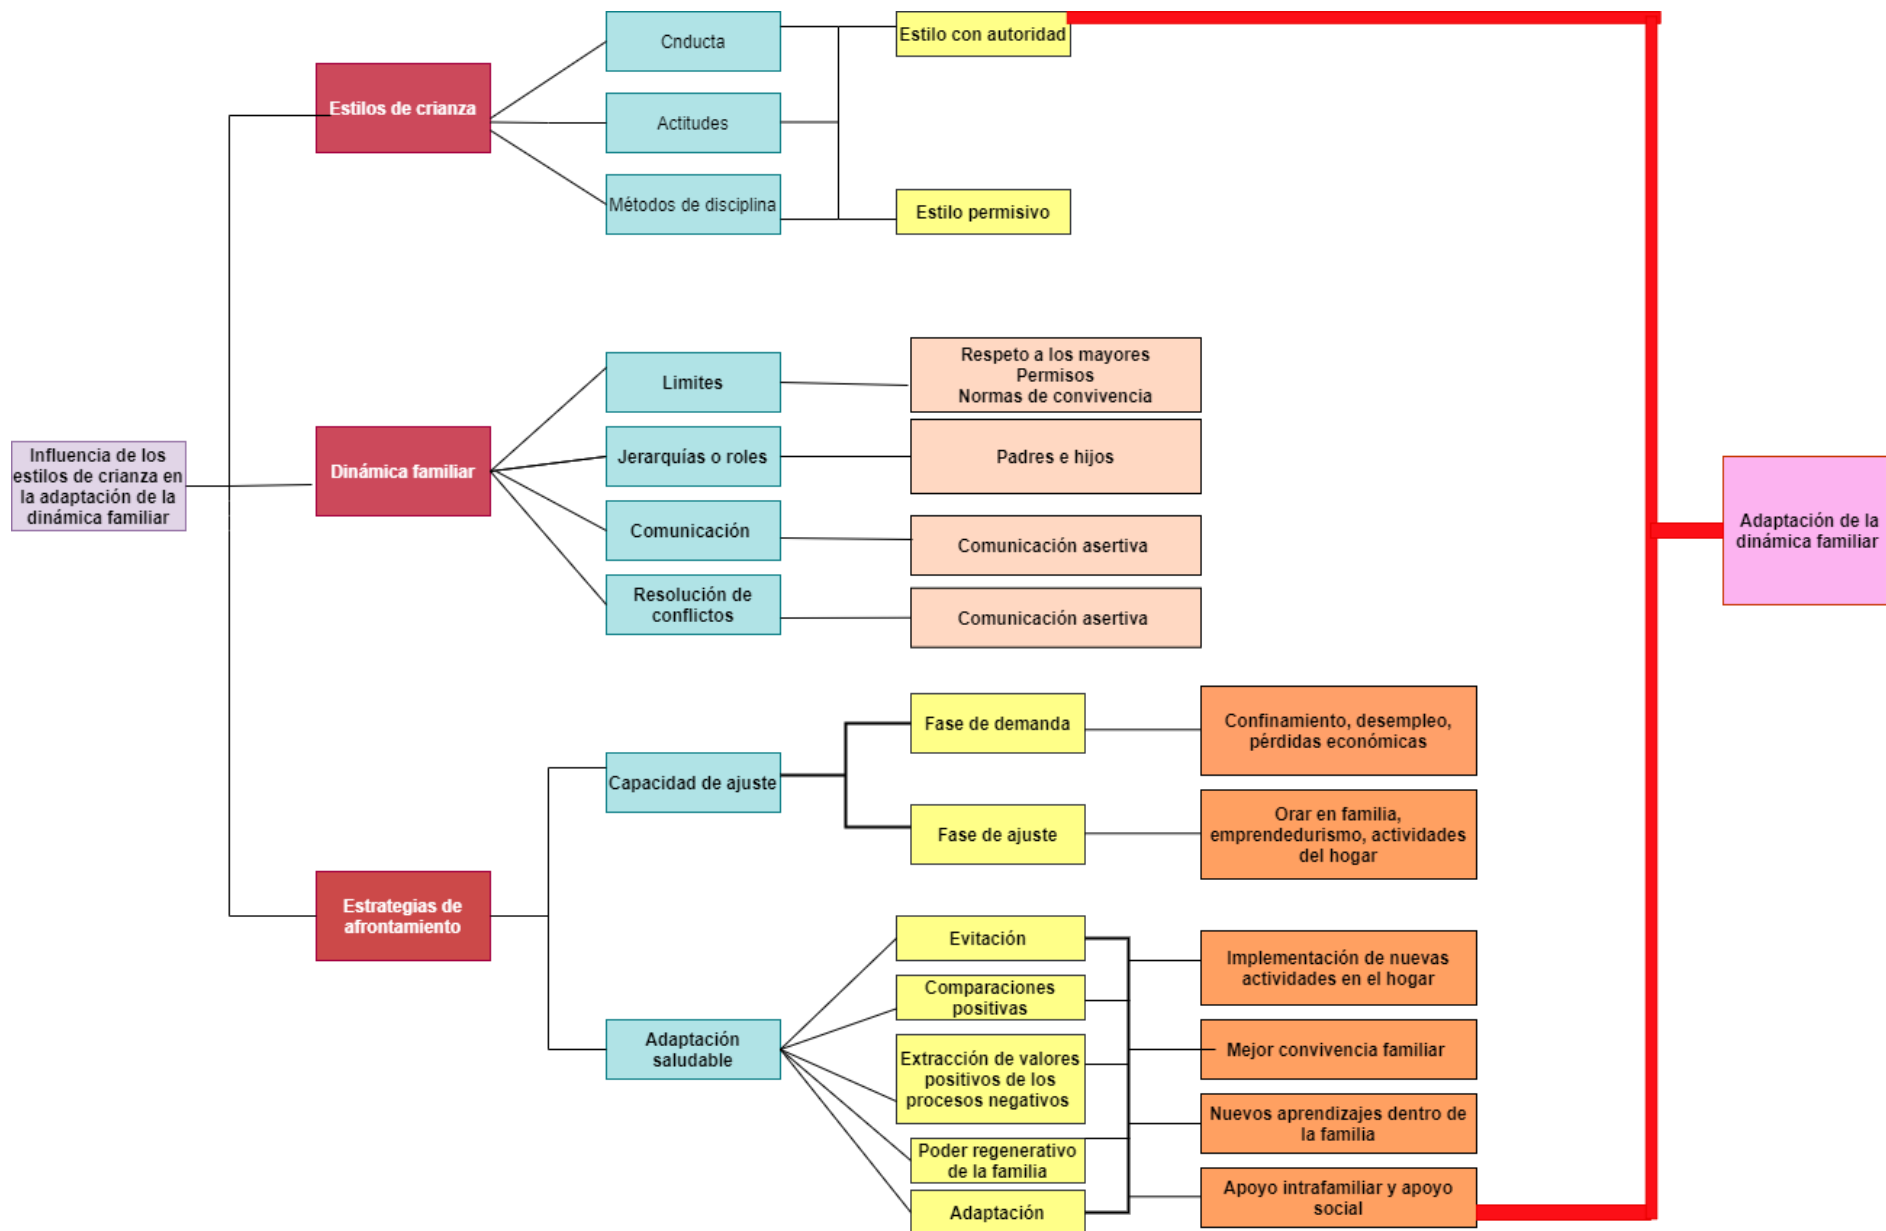 Influencia de los
estilos de crianza en
la adaptación de la
dinámica familiar
Estilos de crianza
Cnducta
Actitudes
Métodos de disciplina
Estilo con autoridad
Estilo permisivo
Dinámica familiar
Limites
Respeto a los mayores
Permisos
Normas de convivencia
Jerarquías o roles
Padres e hijos
Comunicación
Comunicación asertiva
Resolución de
conflictos
Comunicación asertiva
Estrategias de
afrontamiento
Capacidad de ajuste
Fase de demanda
Confinamiento, desempleo,
pérdidas económicas
Fase de ajuste
Orar en familia,
emprendedurismo, actividades
del hogar
Adaptación
saludable
Evitación
Comparaciones
positivas
Extracción de valores
positivos de los
procesos negativos
Poder regenerativo
de la familia
Adaptación
Implementación de nuevas
actividades en el hogar
Mejor convivencia familiar
Nuevos aprendizajes dentro de
la familia
Apoyo intrafamiliar y apoyo
social
Adaptación de la
dinámica familiar